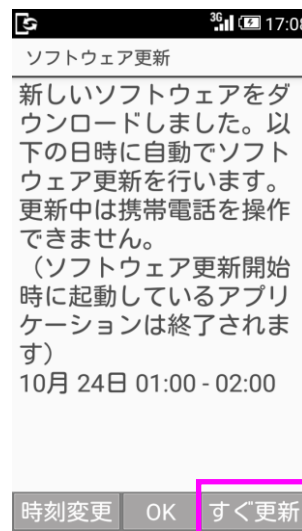 3G 17:08
ソフトウェア更新
新しいソフトウェアをダ
ウンロードしました。以
下の日時に自動でソフト
ウェア更新を行います。
更新中は携帯電話を操作
できません。
（ソフトウェア更新開始
時に起動しているアプリ
ケーションは終了されま
す）
10月 24日 01:00 - 02:00
時刻変更 OK すぐ更新